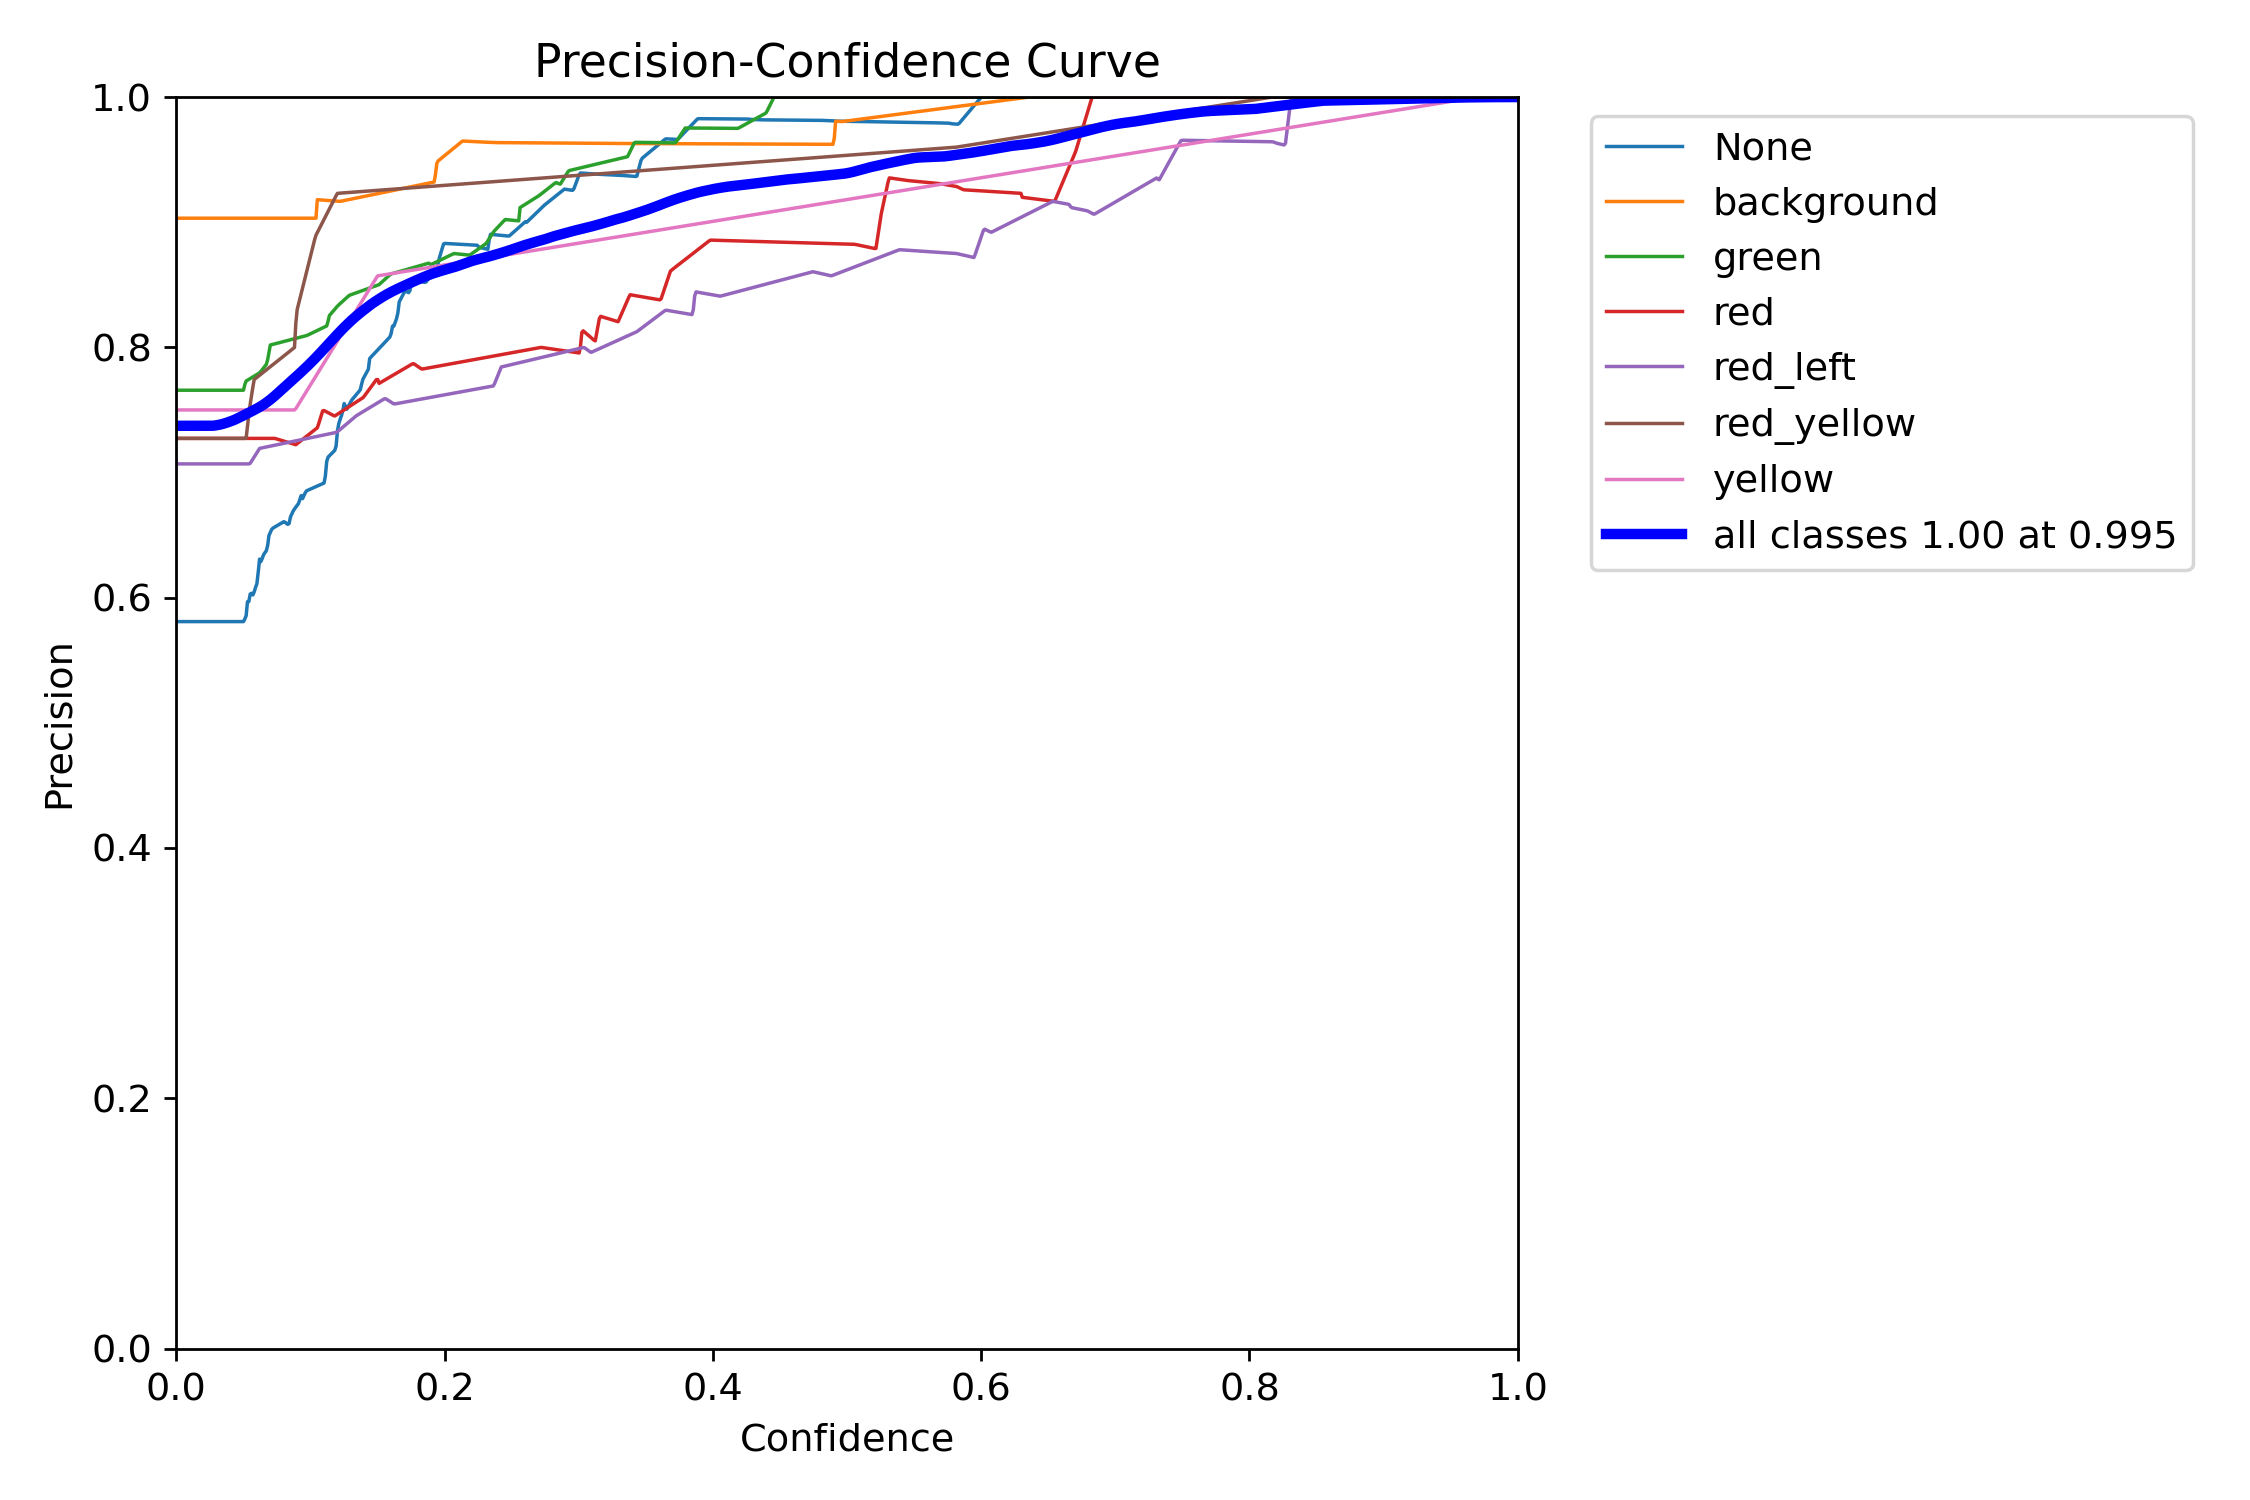 Precision-Confidence Curve
1.0
0.8
0.6
0.4
0.2
0.0
Precision
0.0 0.2 0.4 0.6 0.8 1.0
Confidence
None
background
green
red
red_left
red_yellow
yellow
all classes 1.00 at 0.995